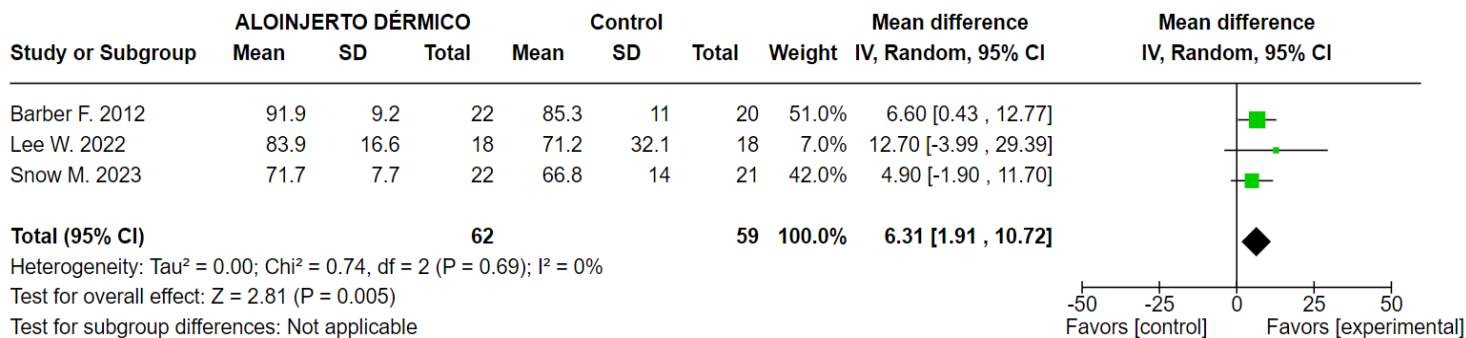 ALOINJERTO DÉRMICO Control Mean difference Mean difference
Study or Subgroup Mean SD Total Mean SD Total Weight IV, Random, 95% CI IV, Random, 95% CI
Barber F. 2012 91.9 9.2 22 85.3 11 20 51.0% 6.60 [0.43 , 12.77]
Lee W. 2022 83.9 16.6 18 71.2 32.1 18 7.0% 12.70 [-3.99 , 29.39]
Snow M. 2023 71.7 7.7 22 66.8 14 21 42.0% 4.90 [-1.90 , 11.70]
Total (95% CI) 62 59 100.0% 6.31 [1.91 , 10.72]
Heterogeneity: Tau² = 0.00; Chi² = 0.74, df = 2 (P = 0.69); I² = 0%
Test for overall effect: Z = 2.81 (P = 0.005)
Test for subgroup differences: Not applicable
-50 -25 0 25 50
Favors [control] Favors [experimental]